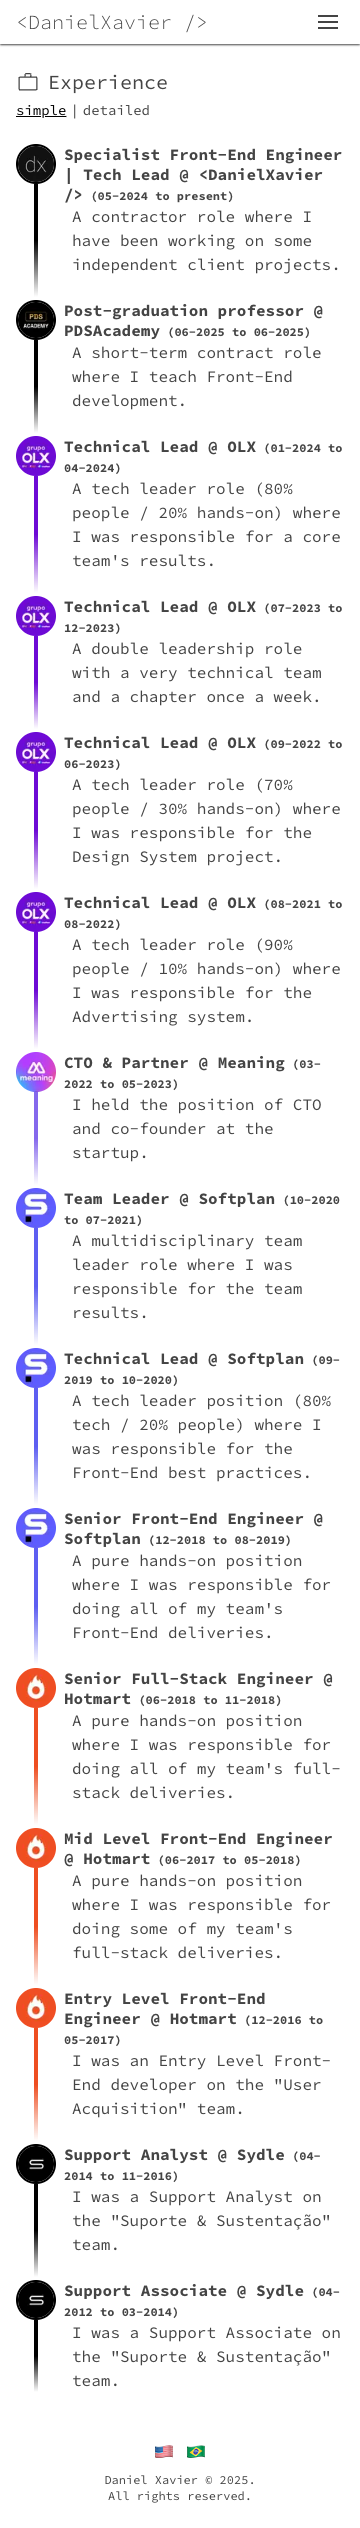 <DanielXavier />
Experience
simple | detailed
dx
Specialist Front-End Engineer
| Tech Lead @ <DanielXavier
/> (05-2024 to present)
A contractor role where I
have been working on some
independent client projects.
PDS
ACADEMY
Post-graduation professor @
PDSAcademy (06-2025 to 06-2025)
A short-term contract role
where I teach Front-End
development.
grupo
OLX
Technical Lead @ OLX (01-2024 to
04-2024)
A tech leader role (80%
people / 20% hands-on) where
I was responsible for a core
team's results.
grupo
OLX
Technical Lead @ OLX (07-2023 to
12-2023)
A double leadership role
with a very technical team
and a chapter once a week.
grupo
OLX
Technical Lead @ OLX (09-2022 to
06-2023)
A tech leader role (70%
people / 30% hands-on) where
I was responsible for the
Design System project.
grupo
OLX
Technical Lead @ OLX (08-2021 to
08-2022)
A tech leader role (90%
people / 10% hands-on) where
I was responsible for the
Advertising system.
meaning
CTO & Partner @ Meaning (03-
2022 to 05-2023)
I held the position of CTO
and co-founder at the
startup.
Team Leader @ Softplan (10-2020
to 07-2021)
A multidisciplinary team
leader role where I was
responsible for the team
results.
Technical Lead @ Softplan (09-
2019 to 10-2020)
A tech leader position (80%
tech / 20% people) where I
was responsible for the
Front-End best practices.
Senior Front-End Engineer @
Softplan (12-2018 to 08-2019)
A pure hands-on position
where I was responsible for
doing all of my team's
Front-End deliveries.
Senior Full-Stack Engineer @
Hotmart (06-2018 to 11-2018)
A pure hands-on position
where I was responsible for
doing all of my team's full-
stack deliveries.
Mid Level Front-End Engineer
@ Hotmart (06-2017 to 05-2018)
A pure hands-on position
where I was responsible for
doing some of my team's
full-stack deliveries.
Entry Level Front-End
Engineer @ Hotmart (12-2016 to
05-2017)
I was an Entry Level Front-
End developer on the "User
Acquisition" team.
Support Analyst @ Sydle (04-
2014 to 11-2016)
I was a Support Analyst on
the "Suporte & Sustentação"
team.
Support Associate @ Sydle (04-
2012 to 03-2014)
I was a Support Associate on
the "Suporte & Sustentação"
team.
Daniel Xavier © 2025.
All rights reserved.